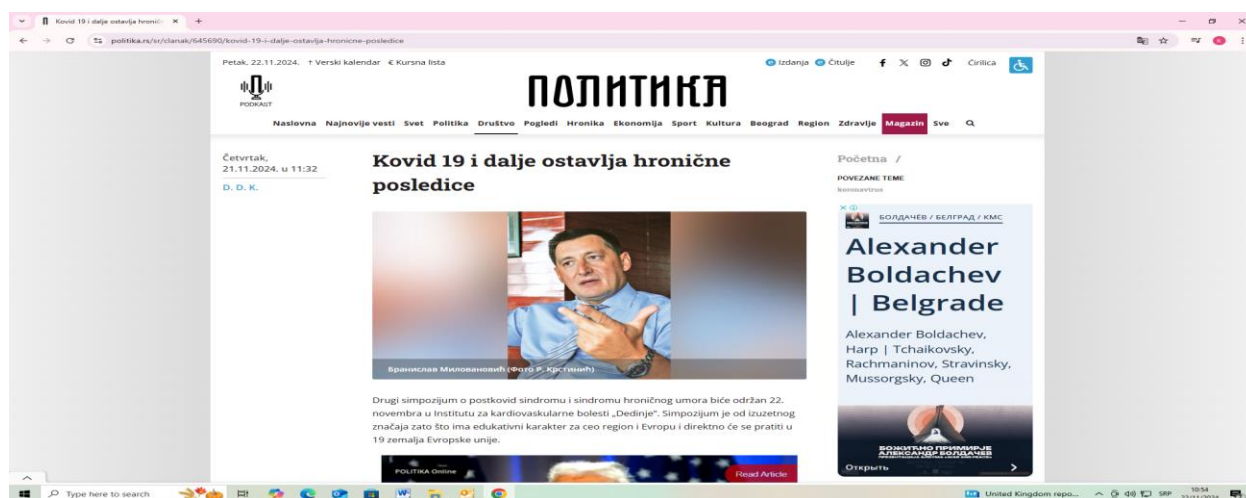 Kovid 19 i dalje ostavlja hronič
politika.rs/sr/clanak/645690/kovid-19-i-dalje-ostavlja-hronicne-posledice
Petak, 22.11.2024. † Verski kalendar € Kursna lista
Izdanja Čitulje Ćirilica
PODKAST
ПОЛИТИКА
Naslovna Najnovije vesti Svet Politika Društvo Pogledi Hronika Ekonomija Sport Kultura Beograd Region Zdravlje Magazin Sve
Četvrtak,
21.11.2024. u 11:32
D. D. K.
Kovid 19 i dalje ostavlja hronične
posledice
Бранислав Миловановић (Фото Р. Крстинић)
Drugi simpozijum o postkovid sindromu i sindromu hroničnog umora biće održan 22.
novembra u Institutu za kardiovaskularne bolesti „Dedinje“. Simpozijum je od izuzetnog
značaja zato što ima edukativni karakter za ceo region i Evropu i direktno će se pratiti u
19 zemalja Evropske unije.
POLITIKA Online
Read Article
Početna /
POVEZANE TEME
koronavirus
БОЛДАЧЁВ / БЕЛГРАД / КМС
Alexander
Boldachev
| Belgrade
Alexander Boldachev,
Harp | Tchaikovsky,
Rachmaninov, Stravinsky,
Mussorgsky, Queen
БОЖИЋНО ПРИМИРЈЕ
АЛЕКСАНДР БОЛДАЧЕВ
Открыть
Type here to search
United Kingdom repo...
SRP
10:54
22/11/2024